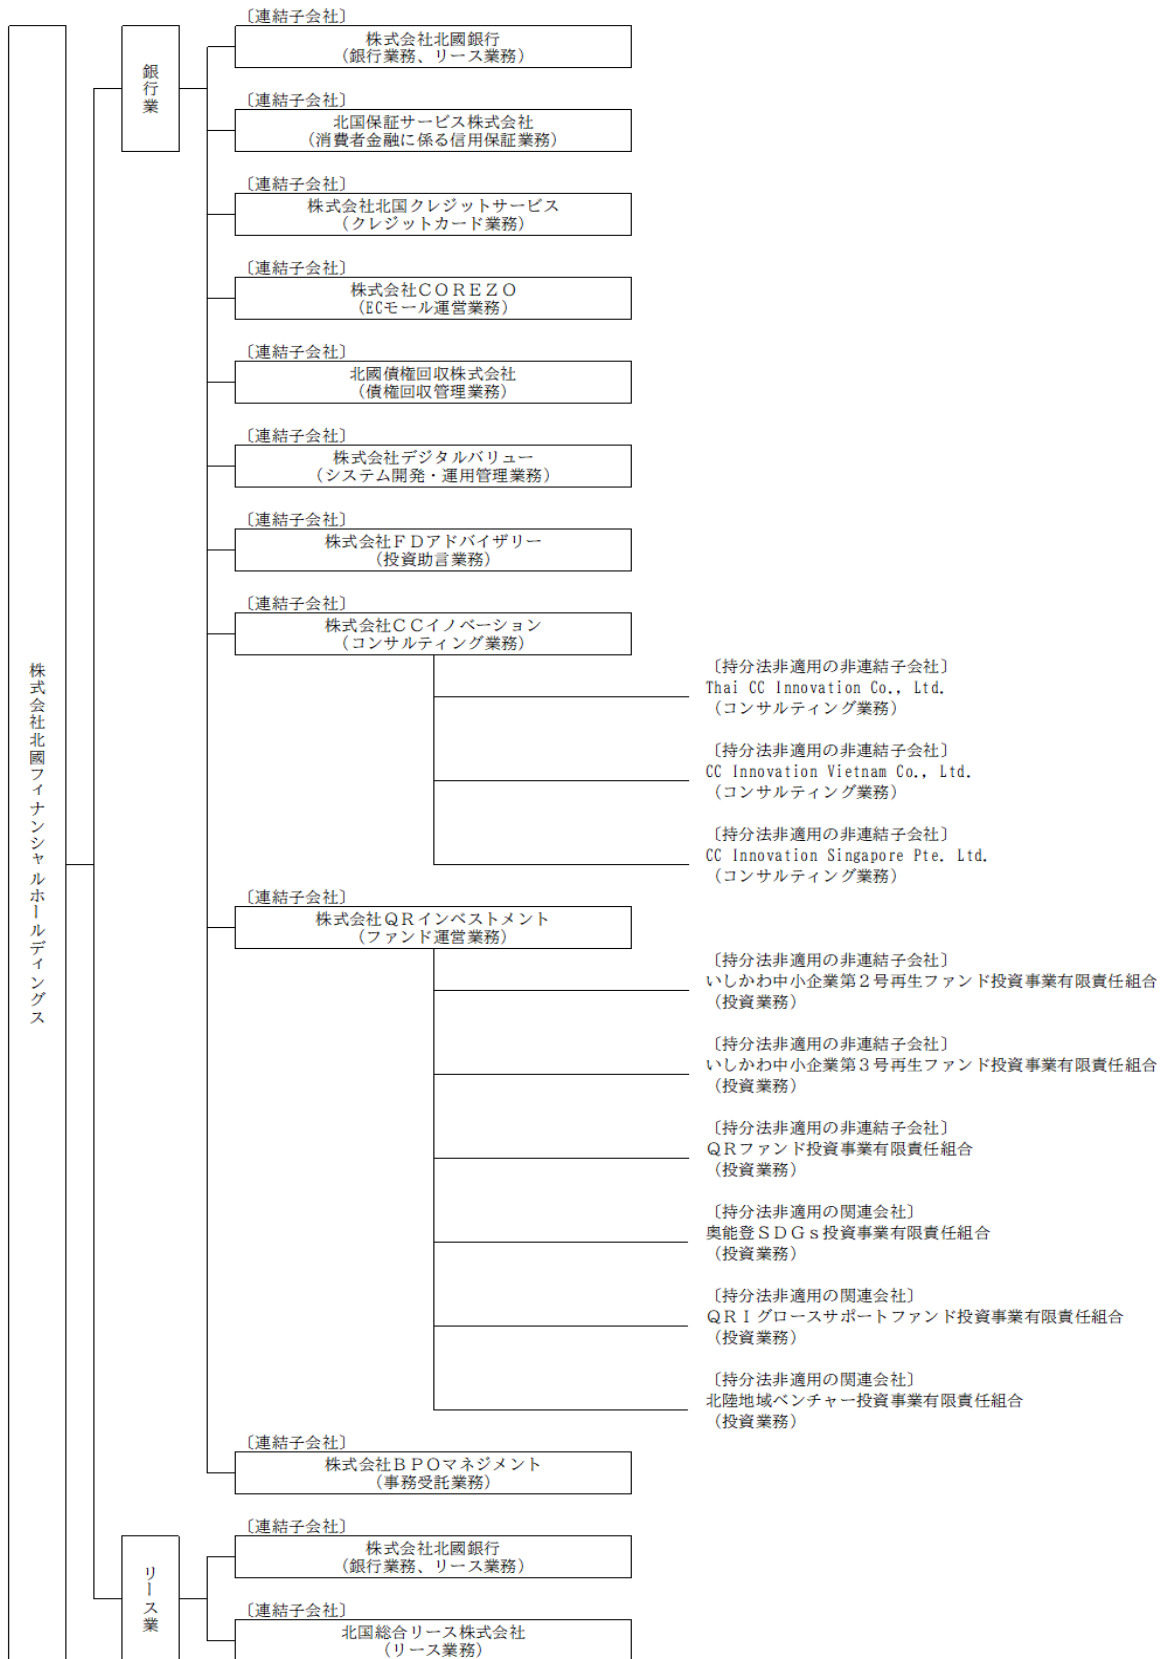 株式会社北國フィナンシャルホールディングス
銀行業
〔連結子会社〕
株式会社北國銀行
（銀行業務、リース業務）
〔連結子会社〕
北国保証サービス株式会社
（消費者金融に係る信用保証業務）
〔連結子会社〕
株式会社北国クレジットサービス
（クレジットカード業務）
〔連結子会社〕
株式会社ＣＯＲＥＺＯ
（ECモール運営業務）
〔連結子会社〕
北國債権回収株式会社
（債権回収管理業務）
〔連結子会社〕
株式会社デジタルバリュー
（システム開発・運用管理業務）
〔連結子会社〕
株式会社ＦＤアドバイザリー
（投資助言業務）
〔連結子会社〕
株式会社ＣＣイノベーション
（コンサルティング業務）
〔持分法非適用の非連結子会社〕
Thai CC Innovation Co., Ltd.
（コンサルティング業務）
〔持分法非適用の非連結子会社〕
CC Innovation Vietnam Co., Ltd.
（コンサルティング業務）
〔持分法非適用の非連結子会社〕
CC Innovation Singapore Pte. Ltd.
（コンサルティング業務）
〔連結子会社〕
株式会社ＱＲインベストメント
（ファンド運営業務）
〔持分法非適用の非連結子会社〕
いしかわ中小企業第２号再生ファンド投資事業有限責任組合
（投資業務）
〔持分法非適用の非連結子会社〕
いしかわ中小企業第３号再生ファンド投資事業有限責任組合
（投資業務）
〔持分法非適用の非連結子会社〕
ＱＲファンド投資事業有限責任組合
（投資業務）
〔持分法非適用の関連会社〕
奥能登ＳＤＧｓ投資事業有限責任組合
（投資業務）
〔持分法非適用の関連会社〕
ＱＲＩグロースサポートファンド投資事業有限責任組合
（投資業務）
〔持分法非適用の関連会社〕
北陸地域ベンチャー投資事業有限責任組合
（投資業務）
〔連結子会社〕
株式会社ＢＰＯマネジメント
（事務受託業務）
リース業
〔連結子会社〕
株式会社北國銀行
（銀行業務、リース業務）
〔連結子会社〕
北国総合リース株式会社
（リース業務）